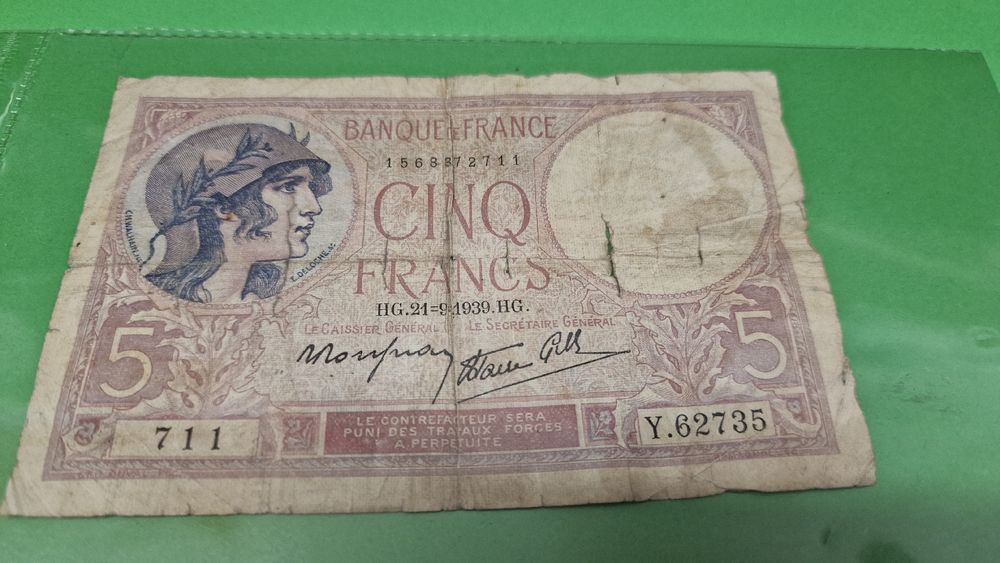 BANQUE DE FRANCE
1568372711
CINQ
FRANCS
HG.21=9.1939.HG.
LE CAISSIER GÉNÉRAL
LE SECRÉTAIRE GÉNÉRAL
5
5
LE CONTREFACTEUR SERA
PUNI DES TRAVAUX FORCÉS
A PERPÉTUITÉ
711
Y.62735